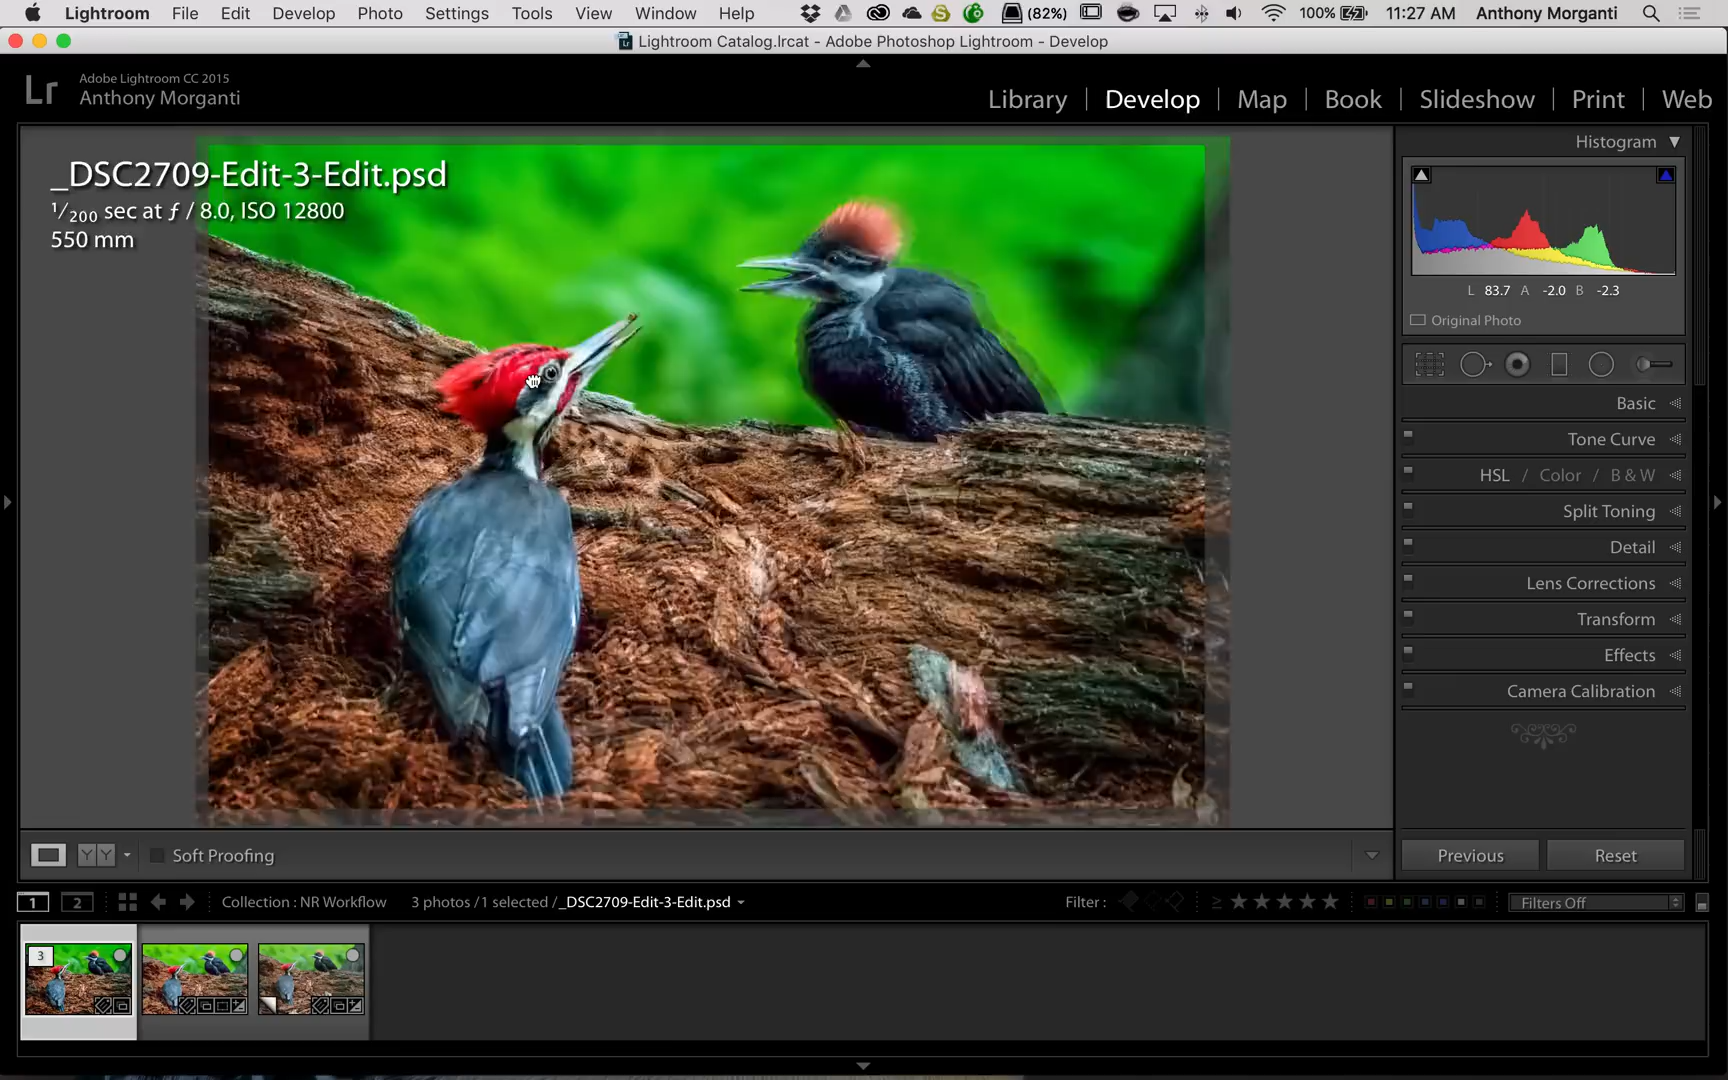 Lightroom File Edit Develop Photo Settings Tools View Window Help (82%) 100% 11:27 AM Anthony Morganti
Lightroom Catalog.lrcat - Adobe Photoshop Lightroom - Develop
Lr Adobe Lightroom CC 2015
Anthony Morganti
Library | Develop | Map | Book | Slideshow | Print | Web
_DSC2709-Edit-3-Edit.psd
1/200 sec at ƒ / 8.0, ISO 12800
550 mm
Histogram
L 83.7 A -2.0 B -2.3
Original Photo
Basic
Tone Curve
HSL / Color / B & W
Split Toning
Detail
Lens Corrections
Transform
Effects
Camera Calibration
Y Y Soft Proofing
Previous Reset
1 2 Collection : NR Workflow 3 photos / 1 selected / _DSC2709-Edit-3-Edit.psd Filter : ≥ Filters Off
3